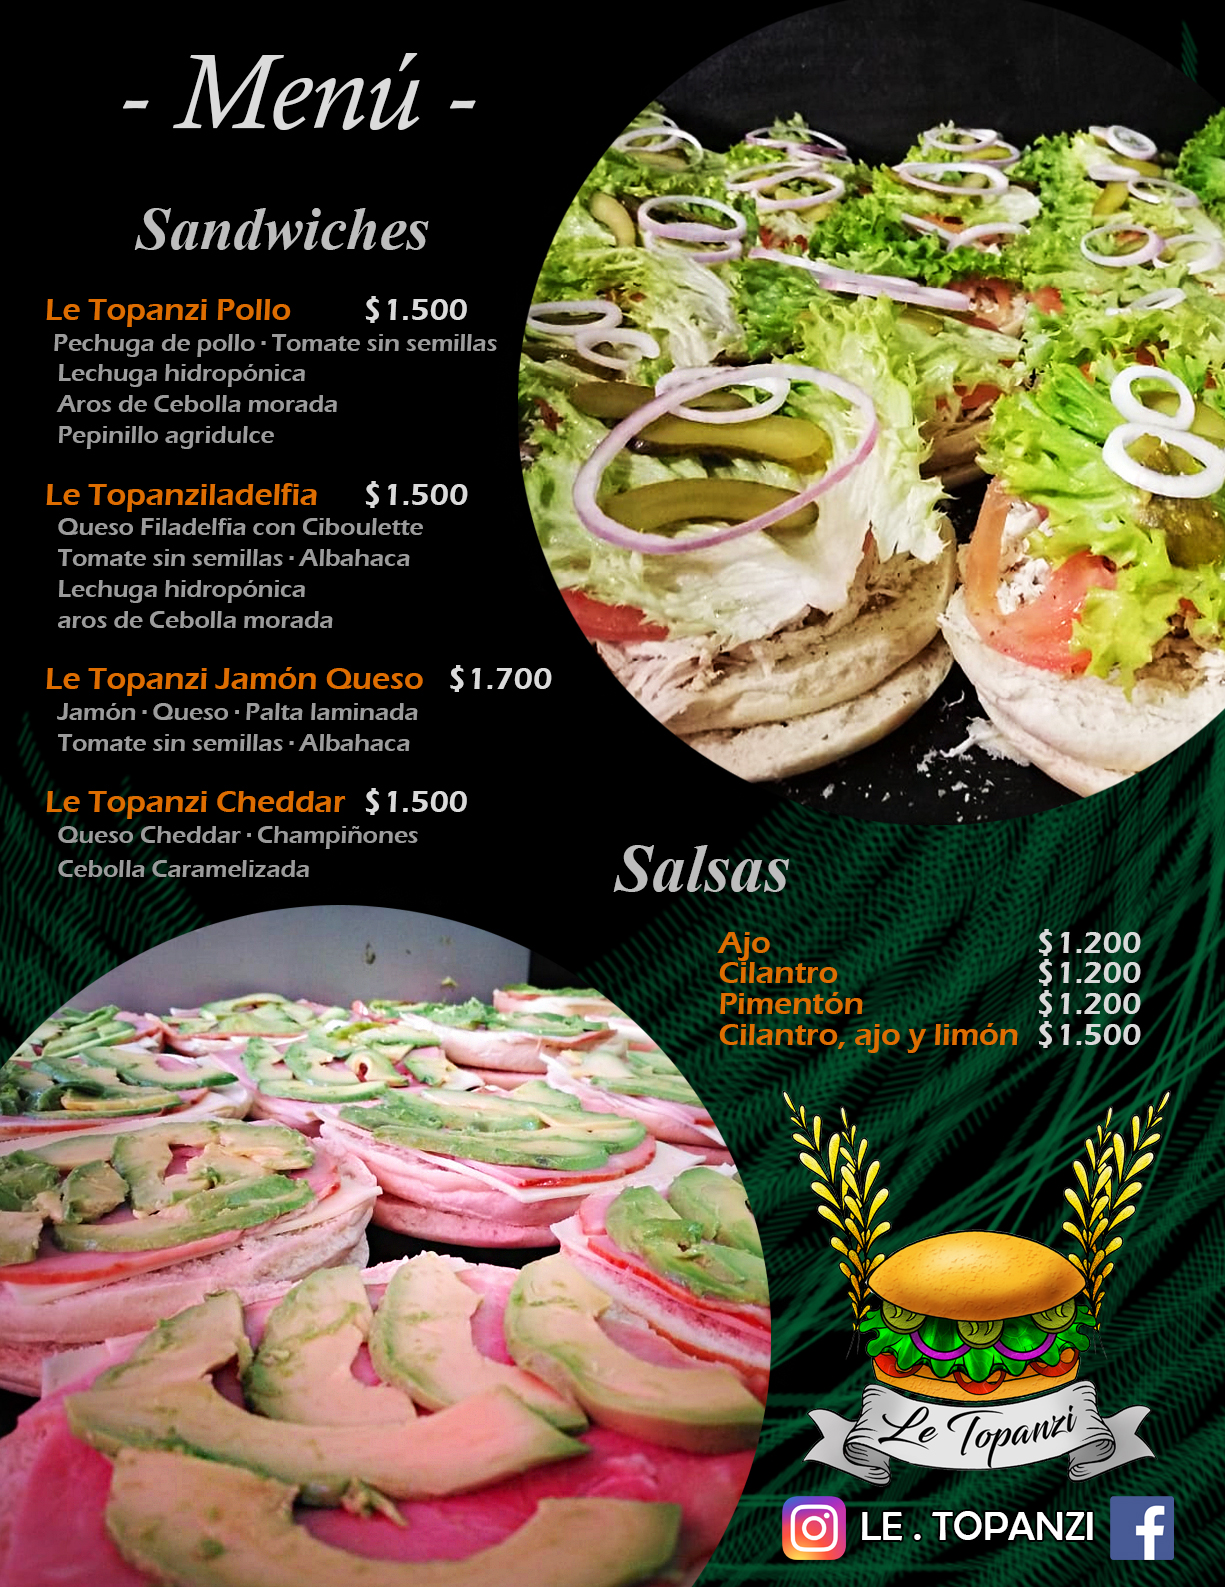 - Menú -
Sandwiches
Le Topanzi Pollo $1.500
Pechuga de pollo · Tomate sin semillas
Lechuga hidropónica
Aros de Cebolla morada
Pepinillo agridulce
Le Topanziladelfia $1.500
Queso Filadelfia con Ciboulette
Tomate sin semillas · Albahaca
Lechuga hidropónica
aros de Cebolla morada
Le Topanzi Jamón Queso $1.700
Jamón · Queso · Palta laminada
Tomate sin semillas · Albahaca
Le Topanzi Cheddar $1.500
Queso Cheddar · Champiñones
Cebolla Caramelizada
Salsas
Ajo $1.200
Cilantro $1.200
Pimentón $1.200
Cilantro, ajo y limón $1.500
Le Topanzi
LE . TOPANZI